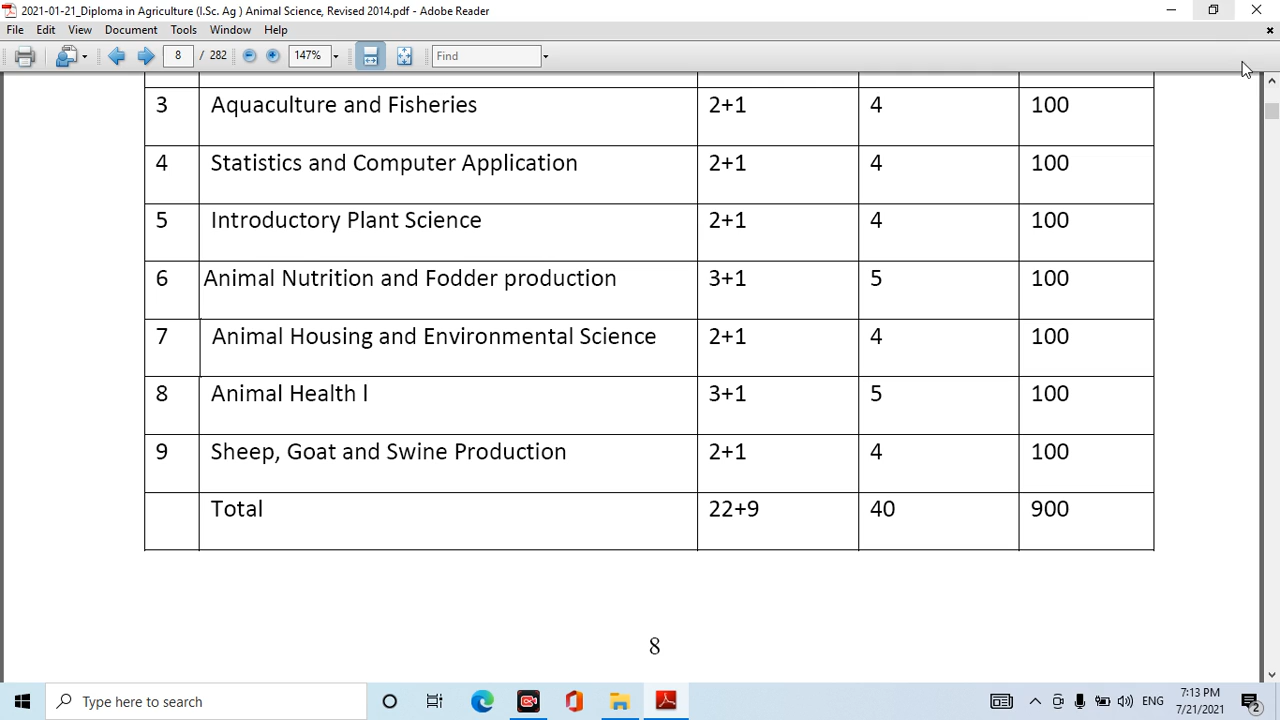 2021-01-21_Diploma in Agriculture (I.Sc. Ag ) Animal Science, Revised 2014.pdf - Adobe Reader
File Edit View Document Tools Window Help
8 / 282 147% Find
3 Aquaculture and Fisheries 2+1 4 100
4 Statistics and Computer Application 2+1 4 100
5 Introductory Plant Science 2+1 4 100
6 Animal Nutrition and Fodder production 3+1 5 100
7 Animal Housing and Environmental Science 2+1 4 100
8 Animal Health l 3+1 5 100
9 Sheep, Goat and Swine Production 2+1 4 100
Total 22+9 40 900
8
Type here to search ENG 7:13 PM
7/21/2021 2